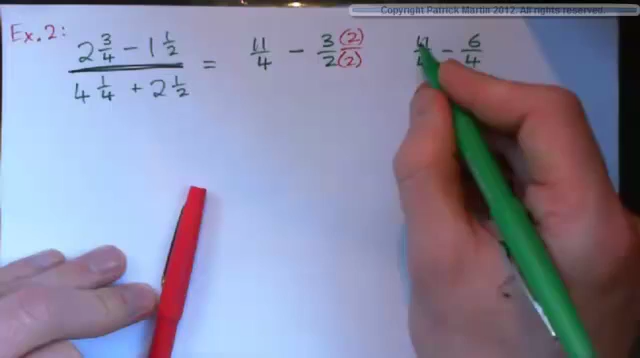 Copyright Patrick Martin 2012. All rights reserved.
Ex. 2:
2 3/4 - 1 1/2 / 4 1/4 + 2 1/2 = 11/4 - 3(2)/2(2) 11/4 - 6/4